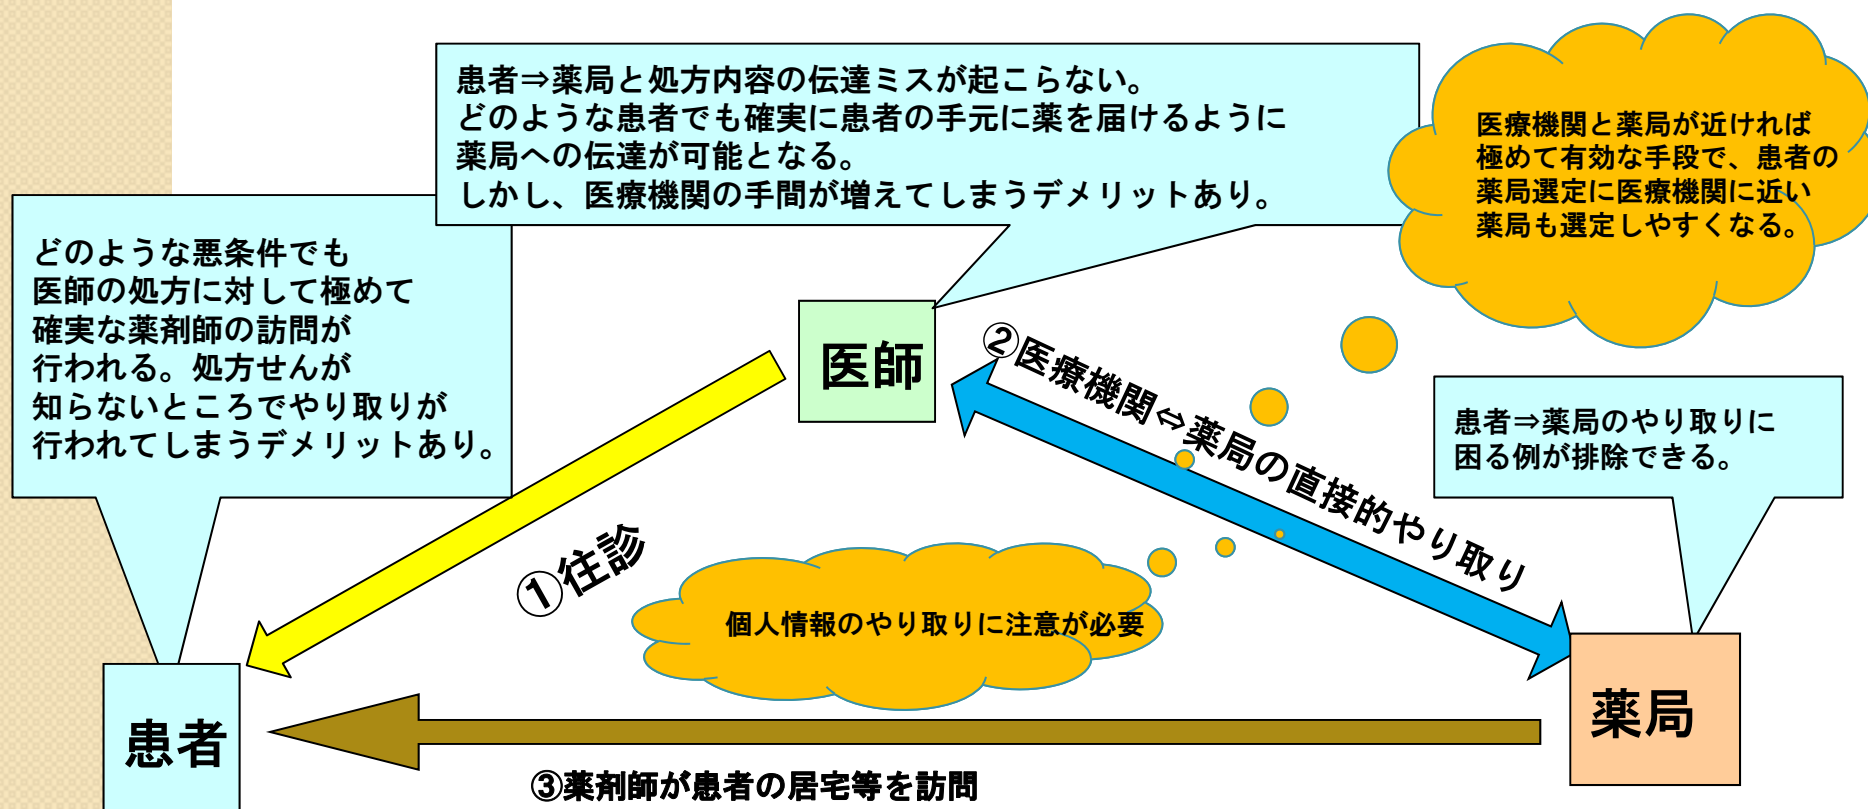 患者⇒薬局と処方内容の伝達ミスが起こらない。
どのような患者でも確実に患者の手元に薬を届けるように
薬局への伝達が可能となる。
しかし、医療機関の手間が増えてしまうデメリットあり。
医療機関と薬局が近ければ
極めて有効な手段で、患者の
薬局選定に医療機関に近い
薬局も選定しやすくなる。
どのような悪条件でも
医師の処方に対して極めて
確実な薬剤師の訪問が
行われる。処方せんが
知らないところでやり取りが
行われてしまうデメリットあり。
医師
②医療機関⇔薬局の直接的やり取り
患者⇒薬局のやり取りに
困る例が排除できる。
①往診
個人情報のやり取りに注意が必要
患者
薬局
③薬剤師が患者の居宅等を訪問